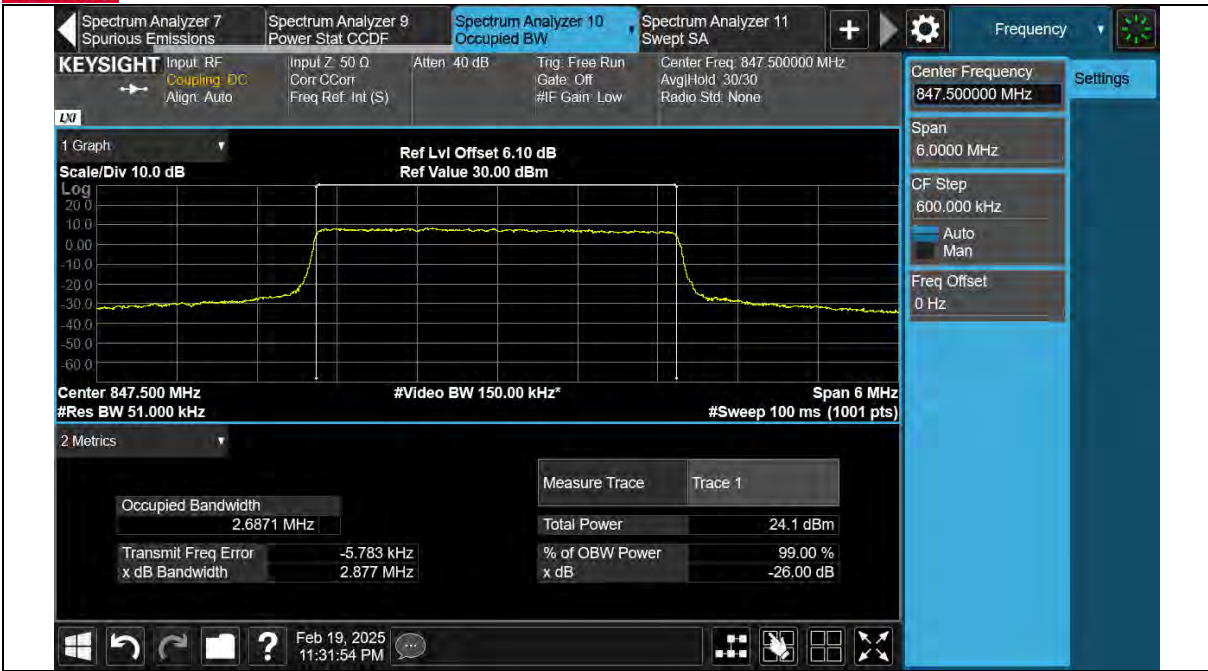 Spectrum Analyzer 7
Spurious Emissions
Spectrum Analyzer 9
Power Stat CCDF
Spectrum Analyzer 10
Occupied BW
Spectrum Analyzer 11
Swept SA
+
Frequency
KEYSIGHT
Input: RF
Coupling: DC
Align: Auto
Input Z: 50 Ω
Corr CCorr
Freq Ref: Int (S)
Atten: 40 dB
Trig: Free Run
Gate: Off
#IF Gain: Low
Center Freq: 847.500000 MHz
Avg|Hold: 30/30
Radio Std: None
LXI
Center Frequency
847.500000 MHz
Settings
Span
6.0000 MHz
CF Step
600.000 kHz
Auto
Man
Freq Offset
0 Hz
1 Graph
Scale/Div 10.0 dB
Ref Lvl Offset 6.10 dB
Ref Value 30.00 dBm
Log
20.0
10.0
0.00
-10.0
-20.0
-30.0
-40.0
-50.0
-60.0
Center 847.500 MHz
#Res BW 51.000 kHz
#Video BW 150.00 kHz*
Span 6 MHz
#Sweep 100 ms (1001 pts)
2 Metrics
Measure Trace Trace 1
Occupied Bandwidth
2.6871 MHz
Total Power 24.1 dBm
Transmit Freq Error -5.783 kHz
% of OBW Power 99.00 %
x dB Bandwidth 2.877 MHz
x dB -26.00 dB
?
Feb 19, 2025
11:31:54 PM